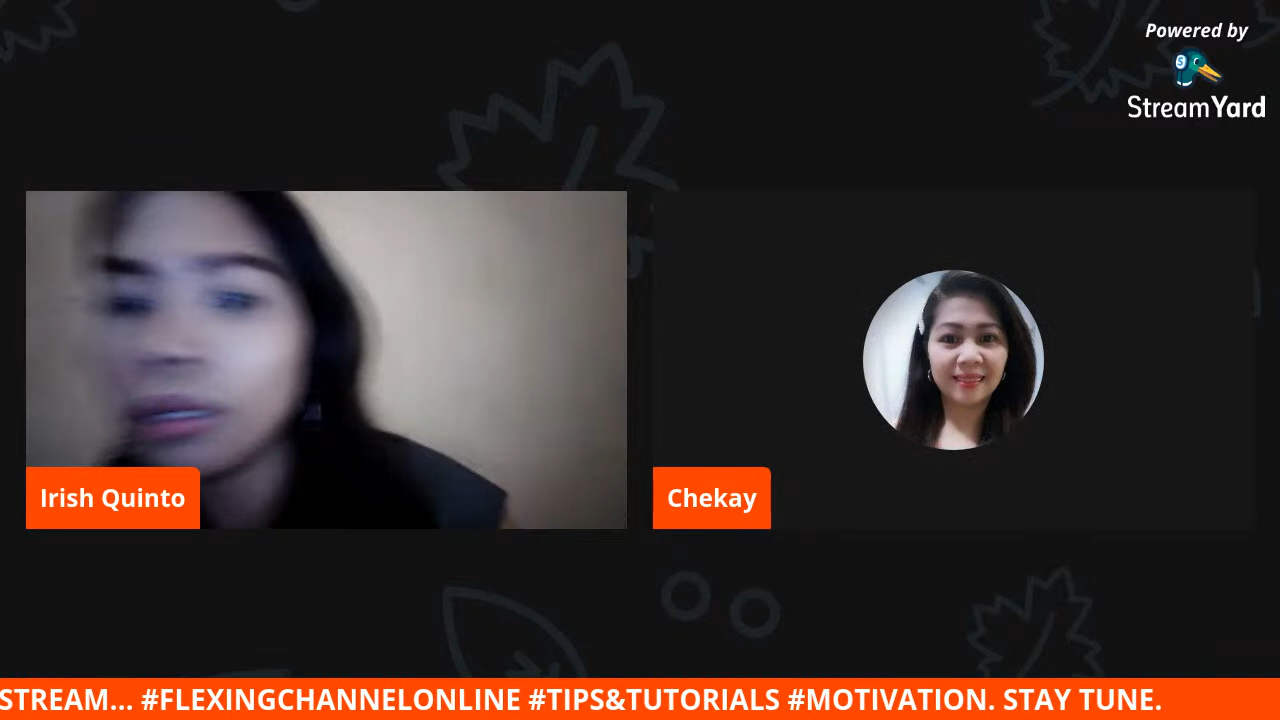 Powered by
StreamYard
Irish Quinto
Chekay
STREAM... #FLEXINGCHANNELONLINE #TIPS&TUTORIALS #MOTIVATION. STAY TUNE.